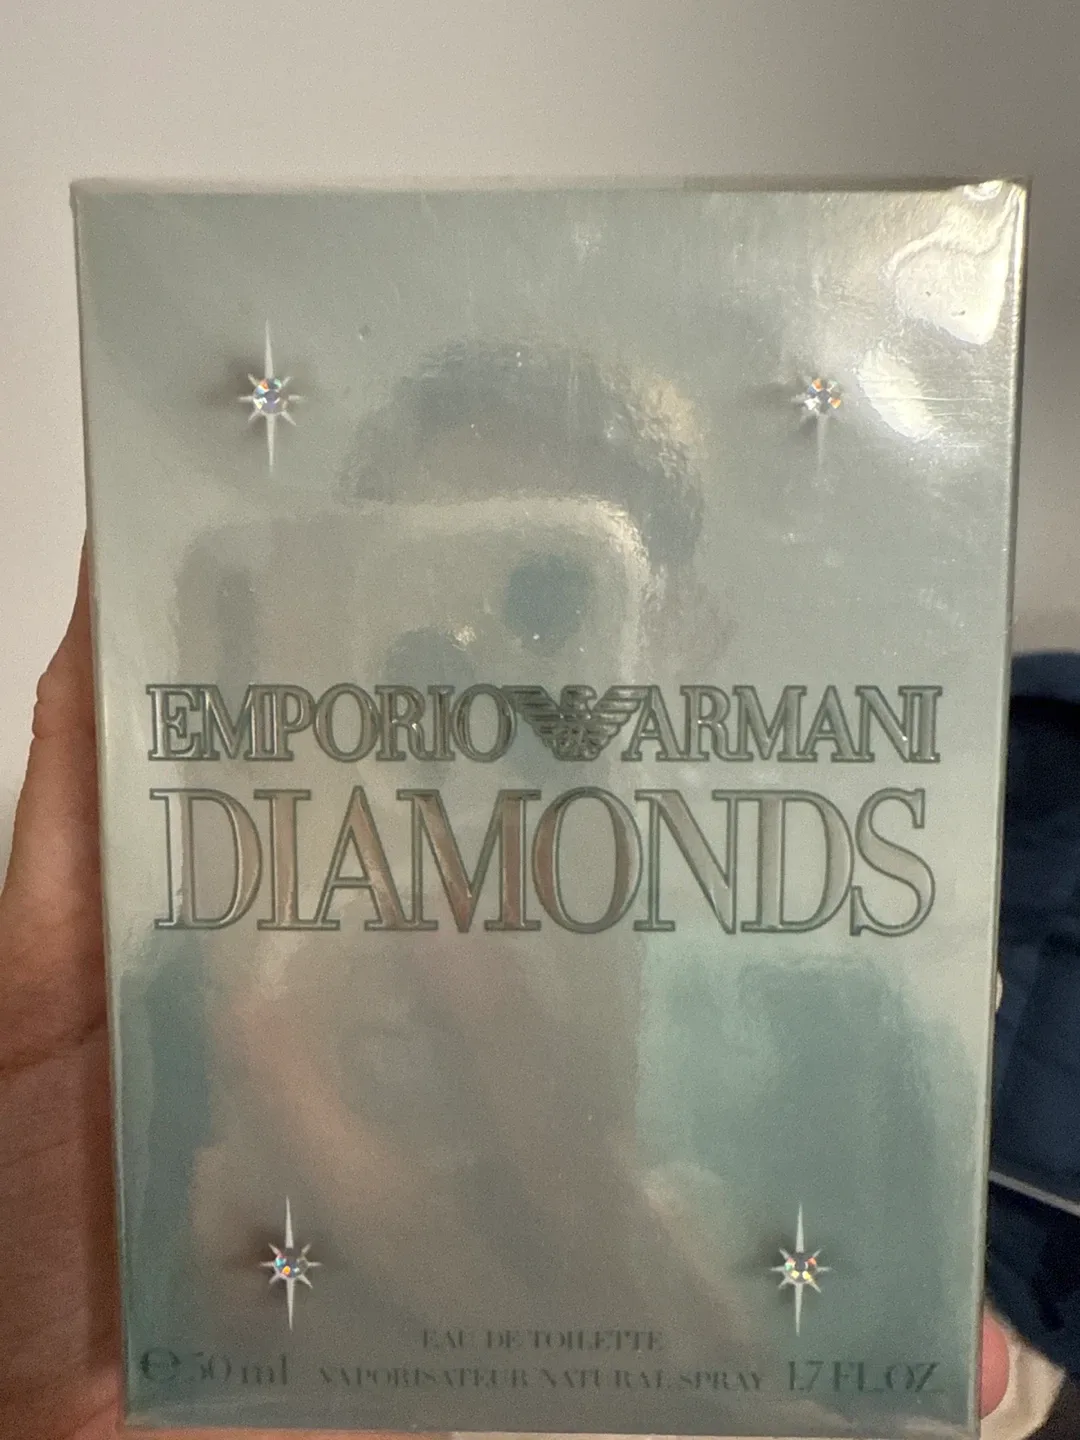 EMPORIO ARMANI
DIAMONDS
EAU DE TOILETTE
℮ 50 ml VAPORISATEUR NATURAL SPRAY 1.7 FL.OZ.